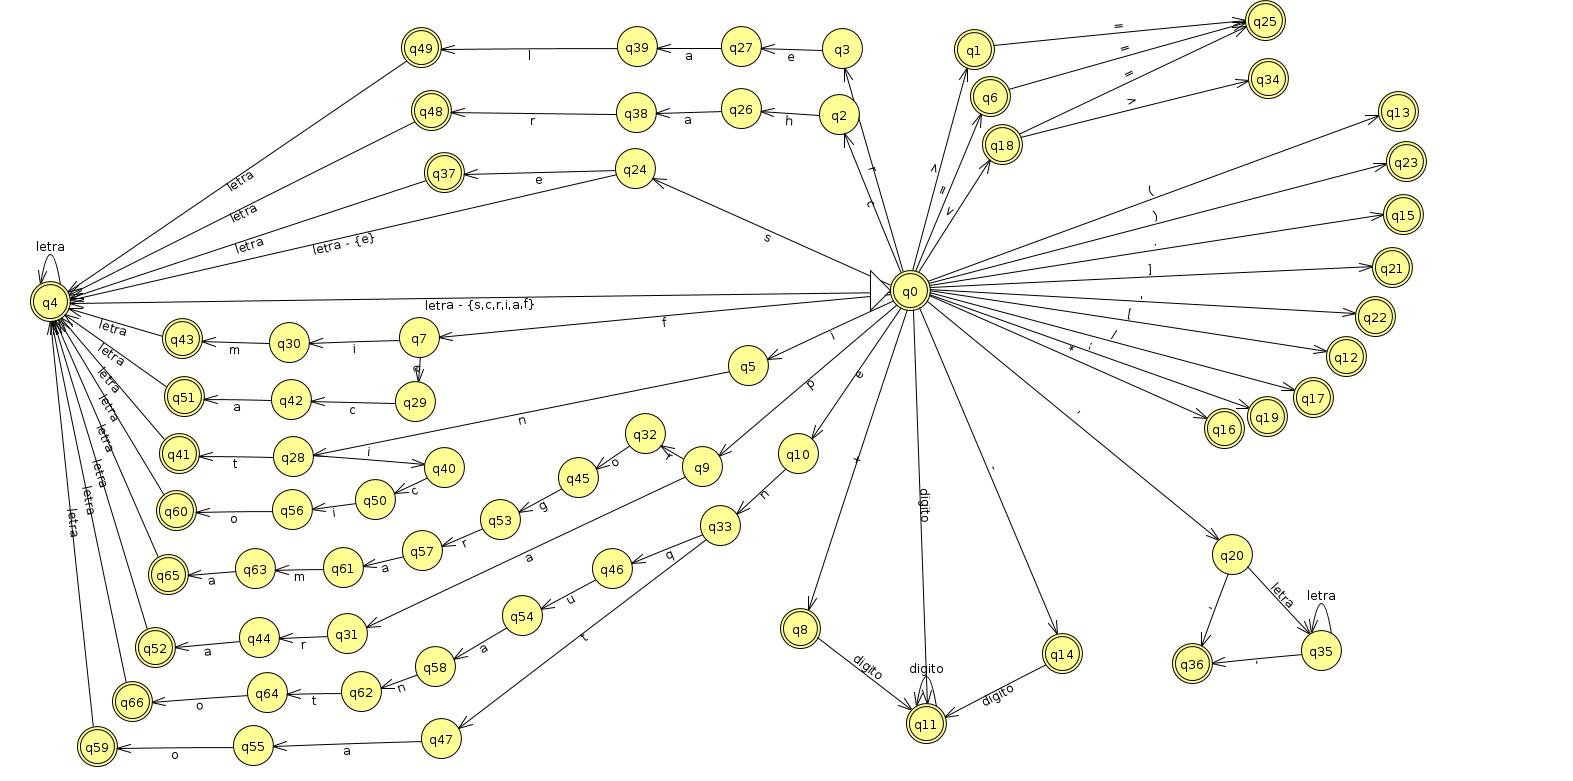 q49
q39
q27
q3
q1
q25
q6
q34
q48
q38
q26
q2
q18
q13
q37
q24
q23
q15
q4
q0
q21
q22
q12
q43
q30
q7
q5
q17
q51
q42
q29
q19
q16
q41
q28
q40
q32
q9
q10
q60
q56
q50
q45
q53
q33
q20
q65
q63
q61
q57
q46
q52
q44
q31
q54
q8
q14
q35
q36
q66
q64
q62
q58
q11
q59
q55
q47
l
a
e
=
=
=
>
r
a
h
e
letra
letra
letra
letra - {e}
letra
s
r
c
<
=
(
)
.
]
[
letra - {s,c,r,i,a,f}
f
i
m
letra
a
c
letra
t
n
i
letra
o
i
c
letra
a
m
a
r
g
o
letra
a
r
a
letra
o
t
n
a
u
q
letra
o
a
t
letra
n
p
e
+
digito
digito
digito
digito
*
;
/
letra
letra
'
'